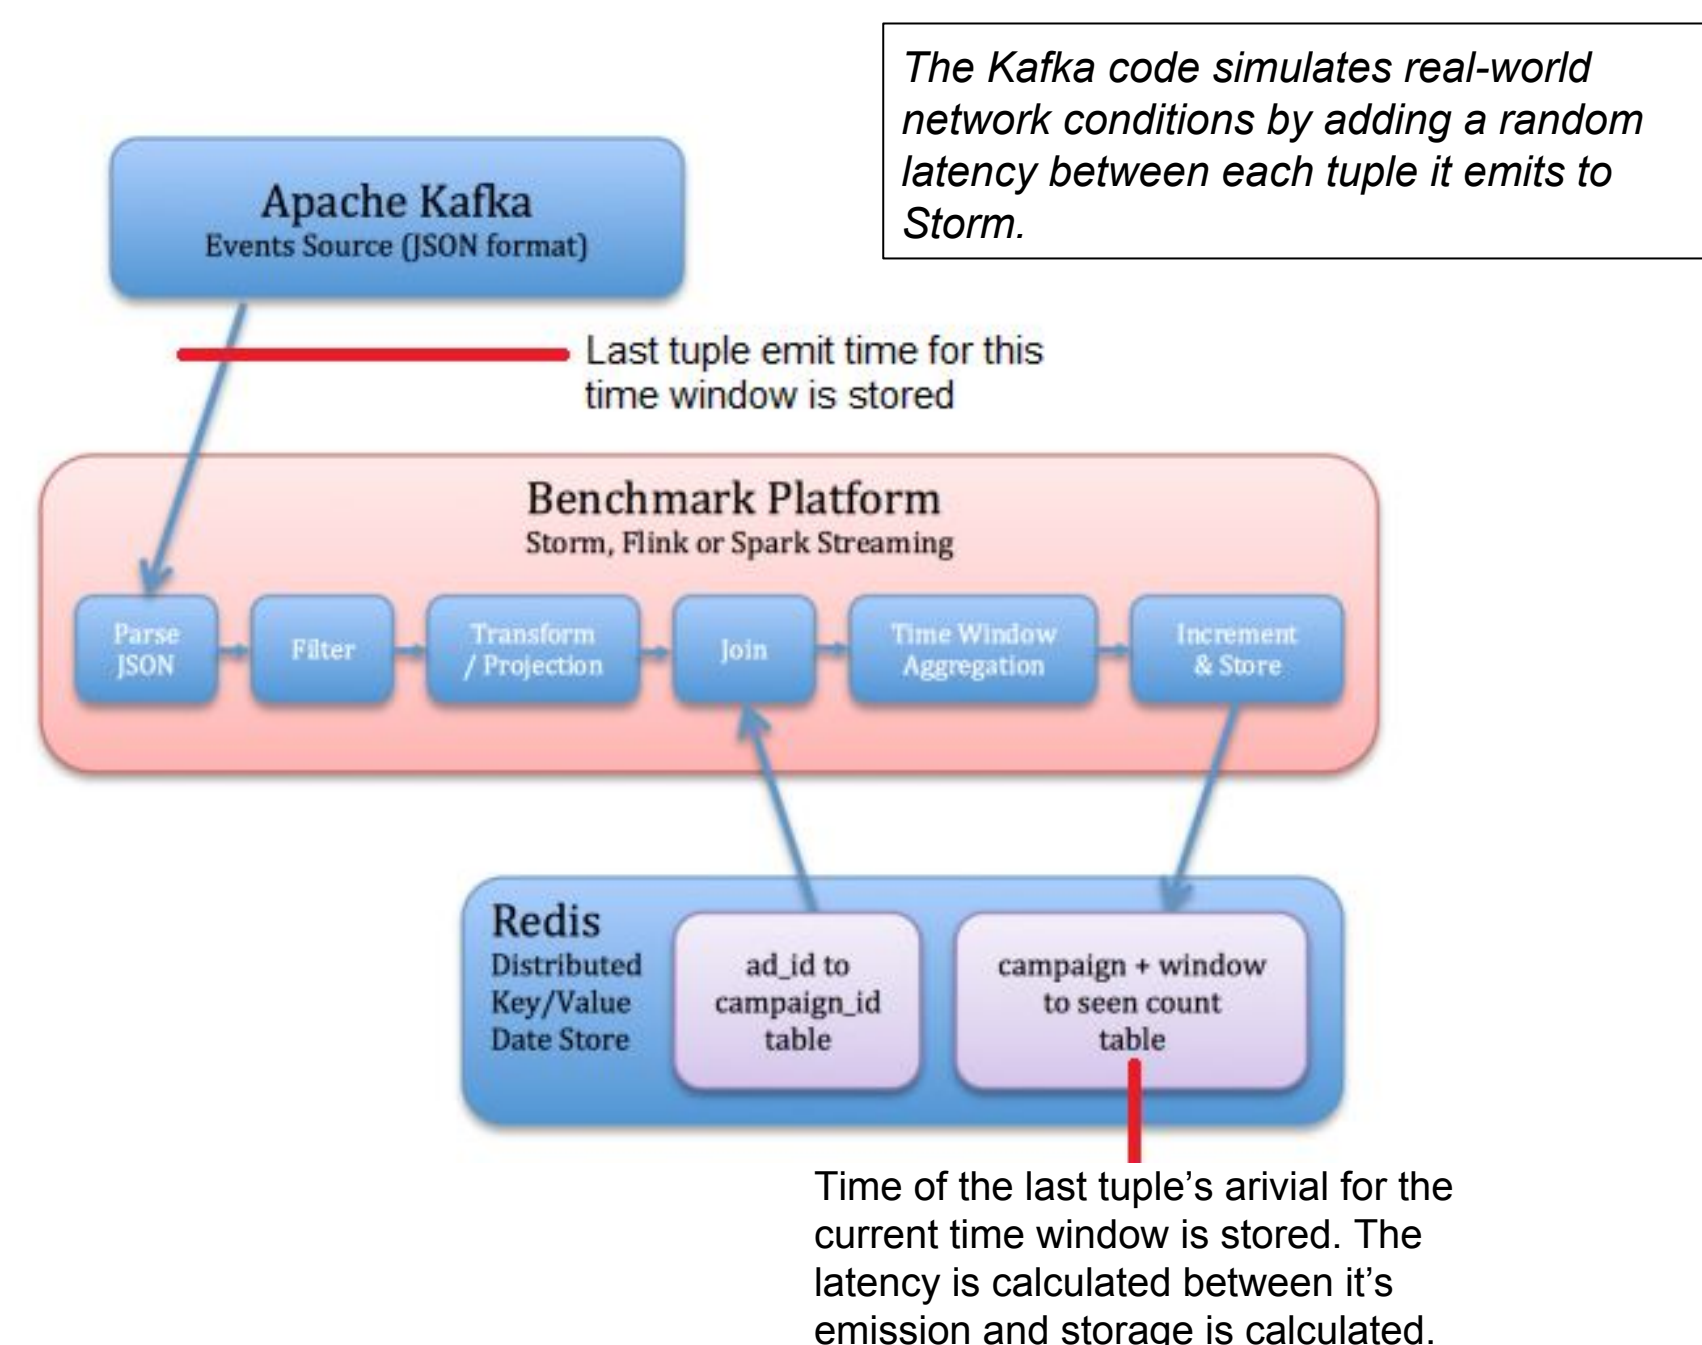 The Kafka code simulates real-world
network conditions by adding a random
latency between each tuple it emits to
Storm.
Apache Kafka
Events Source (JSON format)
Last tuple emit time for this
time window is stored
Benchmark Platform
Storm, Flink or Spark Streaming
Parse
JSON
Filter
Transform
/ Projection
Join
Time Window
Aggregation
Increment
& Store
Redis
Distributed
Key/Value
Date Store
ad_id to
campaign_id
table
campaign + window
to seen count
table
Time of the last tuple’s arivial for the
current time window is stored. The
latency is calculated between it’s
emission and storage is calculated.